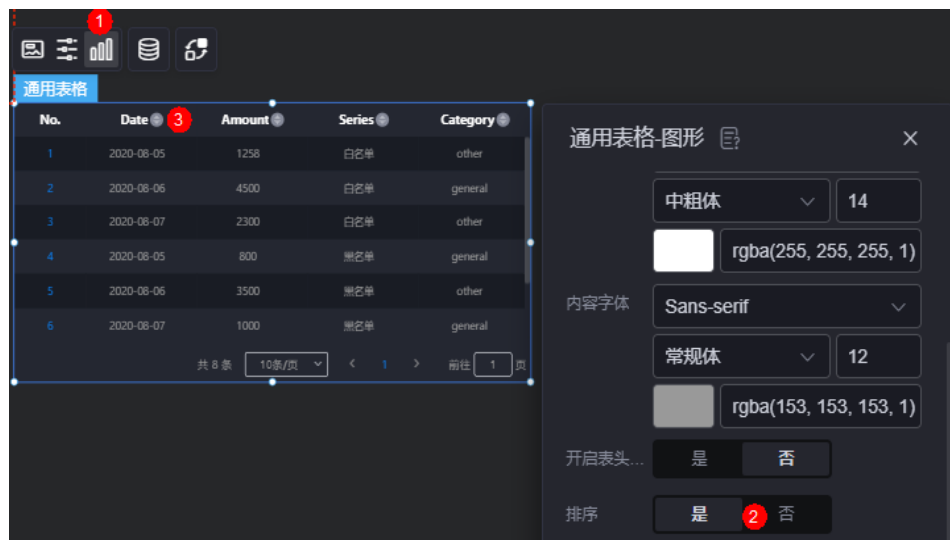 1
通用表格
No. Date 3 Amount Series Category
1 2020-08-05 1258 白名单 other
2 2020-08-06 4500 白名单 general
3 2020-08-07 2300 白名单 other
4 2020-08-05 800 黑名单 general
5 2020-08-06 3500 黑名单 other
6 2020-08-07 1000 黑名单 general
共 8 条 10条/页 1 前往 1 页
通用表格-图形
中粗体 14
rgba(255, 255, 255, 1)
内容字体 Sans-serif
常规体 12
rgba(153, 153, 153, 1)
开启表头... 是 否
排序 是 2 否